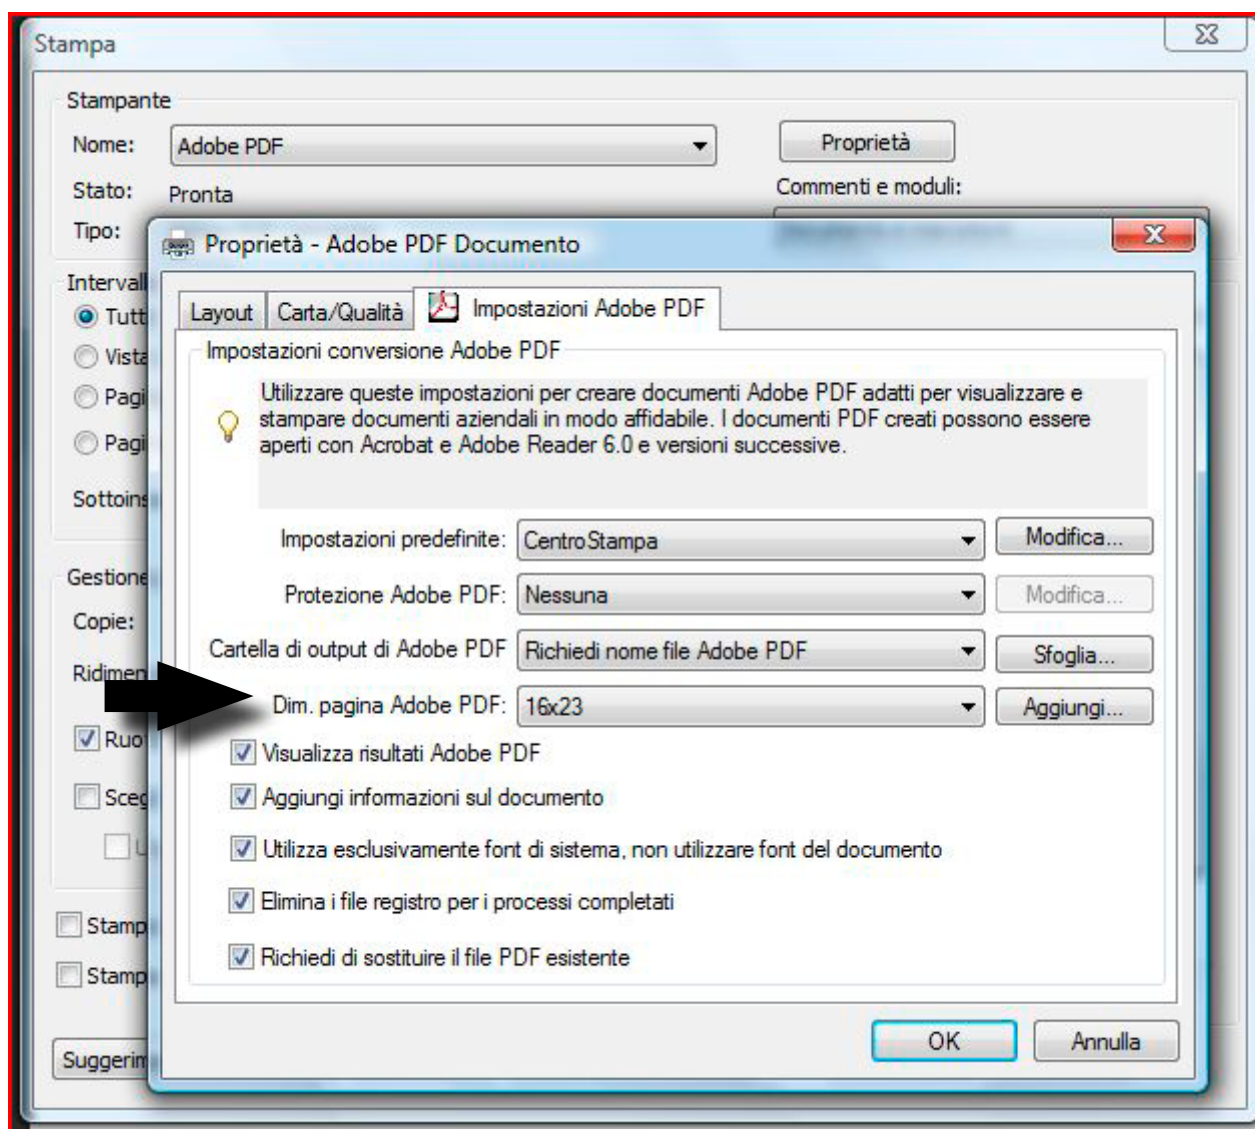 Stampa
Stampante
Nome: Adobe PDF Proprietà
Stato: Pronta Commenti e moduli:
Tipo:
Proprietà - Adobe PDF Documento
Layout Carta/Qualità Impostazioni Adobe PDF
Impostazioni conversione Adobe PDF
Utilizzare queste impostazioni per creare documenti Adobe PDF adatti per visualizzare e
stampare documenti aziendali in modo affidabile. I documenti PDF creati possono essere
aperti con Acrobat e Adobe Reader 6.0 e versioni successive.
Impostazioni predefinite: CentroStampa Modifica...
Protezione Adobe PDF: Nessuna Modifica...
Cartella di output di Adobe PDF Richiedi nome file Adobe PDF Sfoglia...
Dim. pagina Adobe PDF: 16x23 Aggiungi...
Visualizza risultati Adobe PDF
Aggiungi informazioni sul documento
Utilizza esclusivamente font di sistema, non utilizzare font del documento
Elimina i file registro per i processi completati
Richiedi di sostituire il file PDF esistente
OK Annulla
Intervall
Tutt
Vista
Pagi
Pagi
Sottoins
Gestione
Copie:
Ridimen
Ruo
Sceg
U
Stamp
Stamp
Suggerim